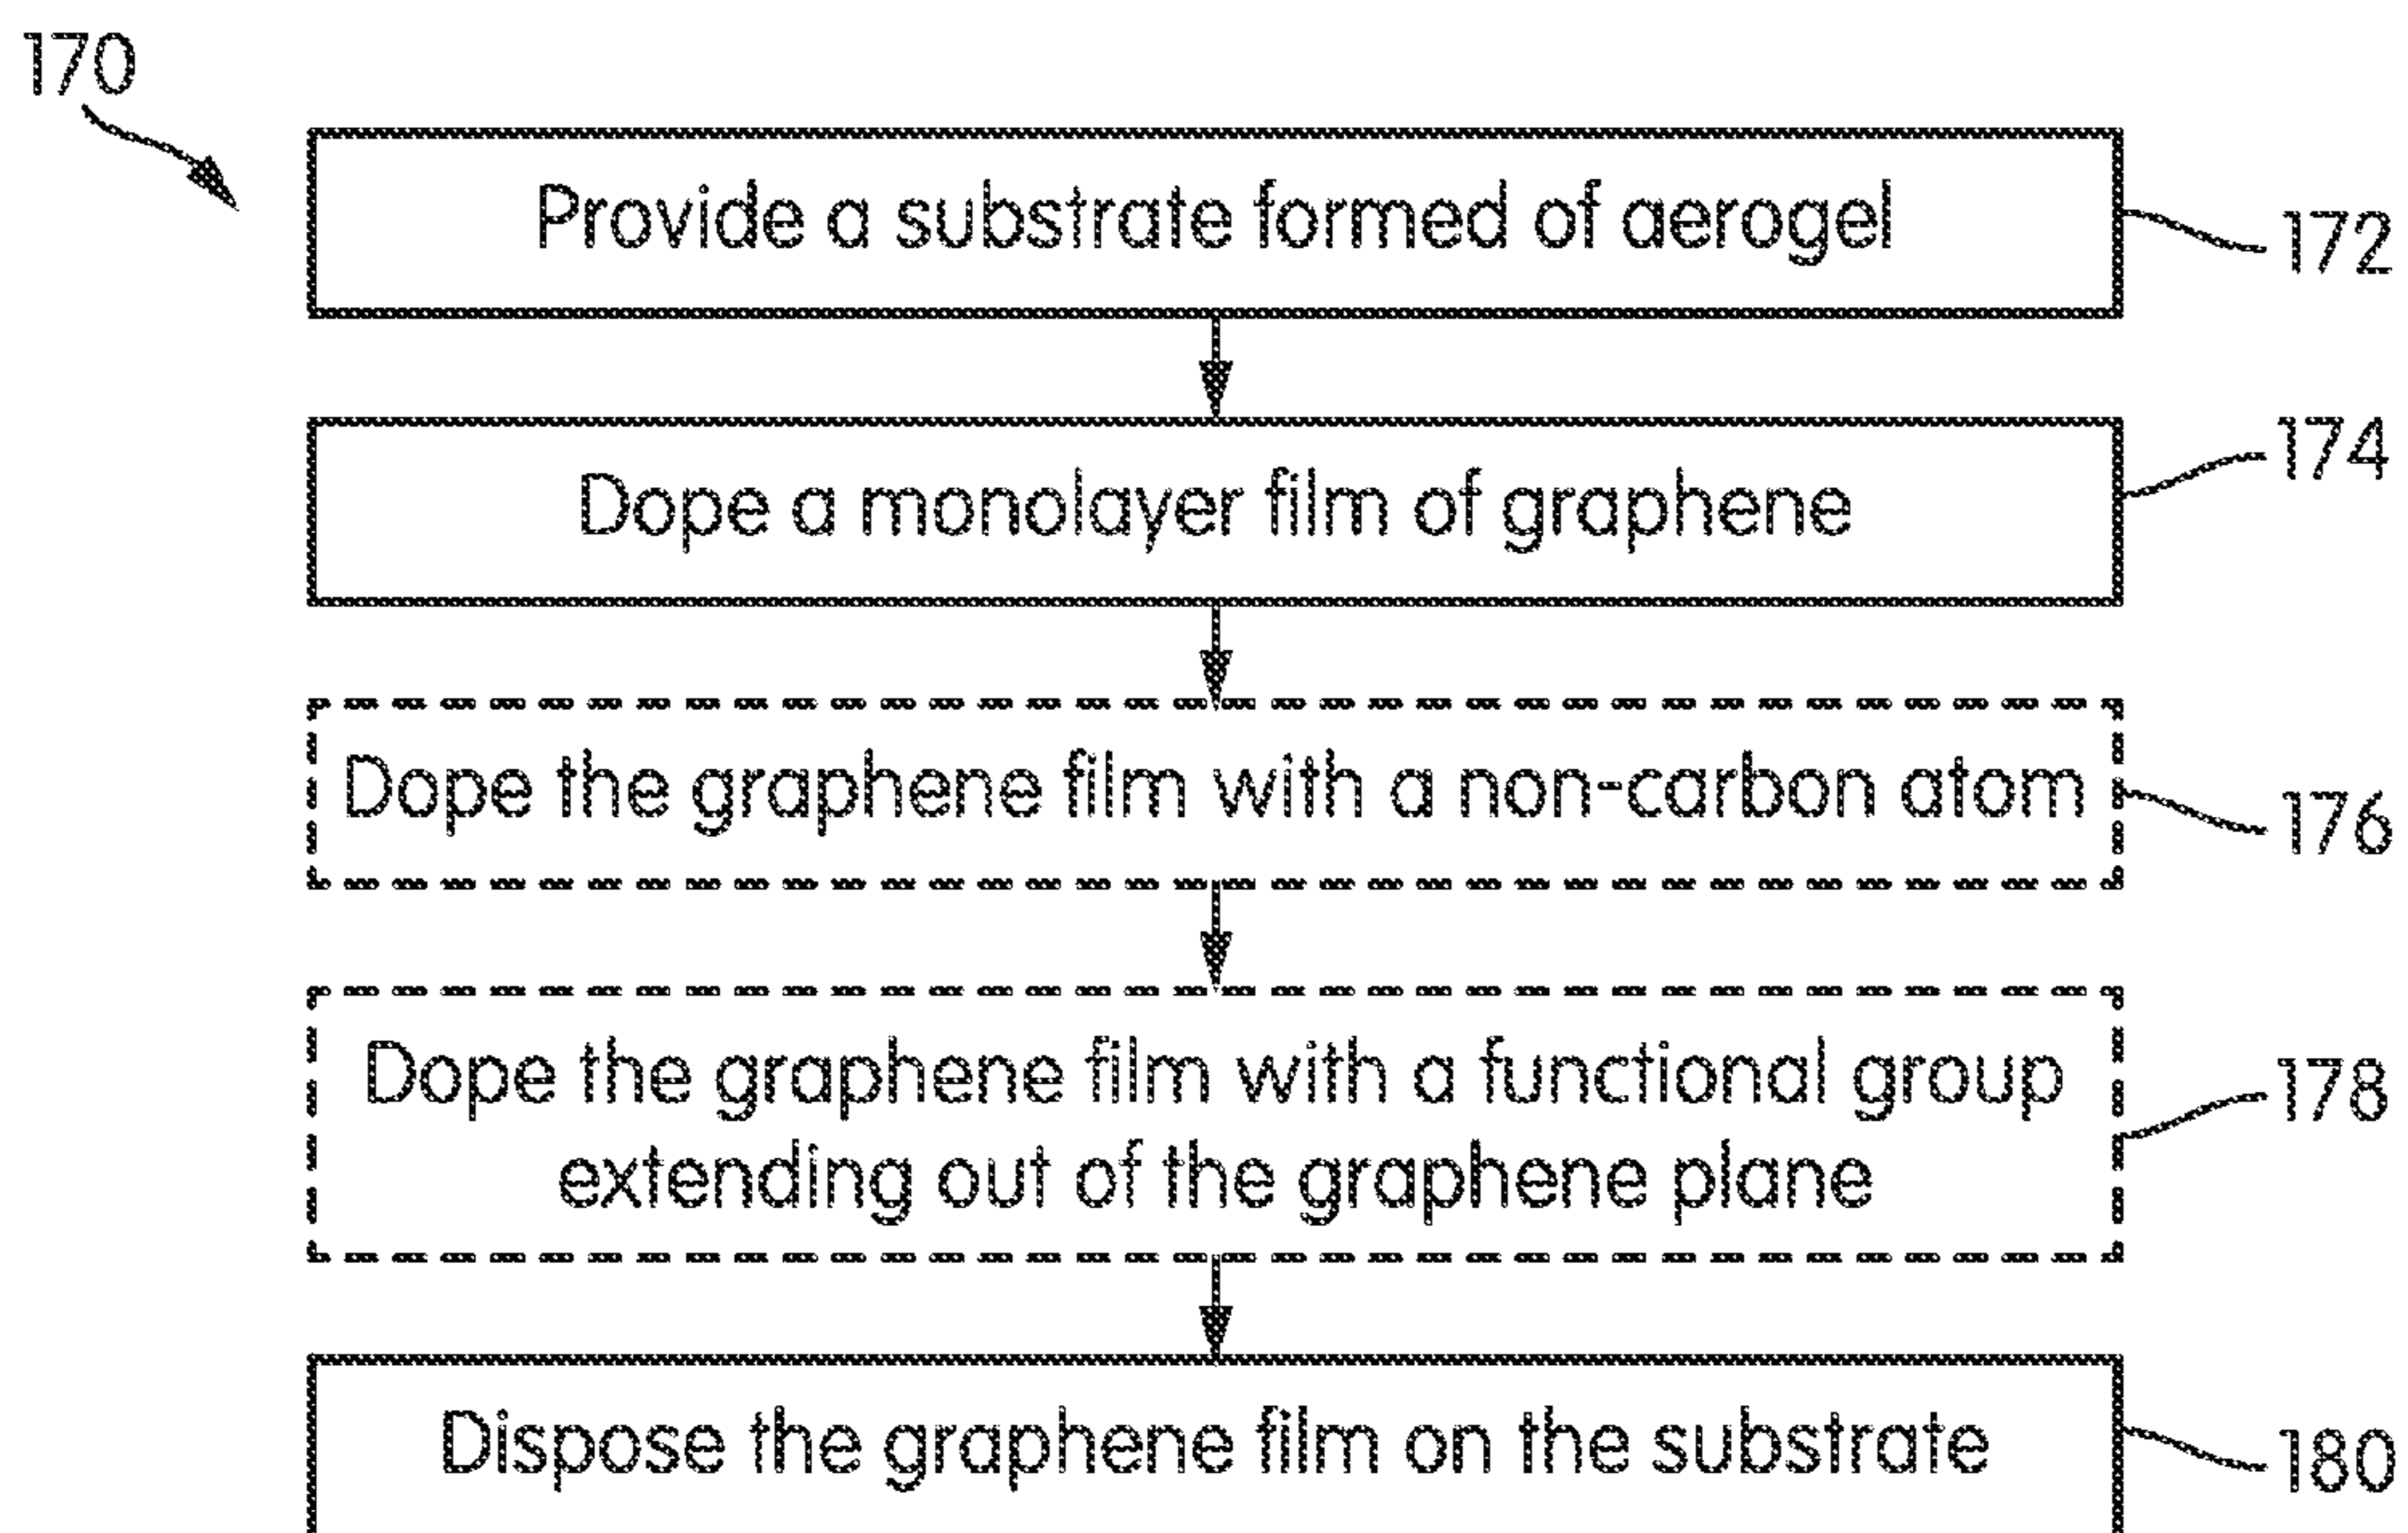 170
Provide a substrate formed of aerogel
172
Dope a monolayer film of graphene
174
Dope the graphene film with a non-carbon atom
176
Dope the graphene film with a functional group
extending out of the graphene plane
178
Dispose the graphene film on the substrate
180